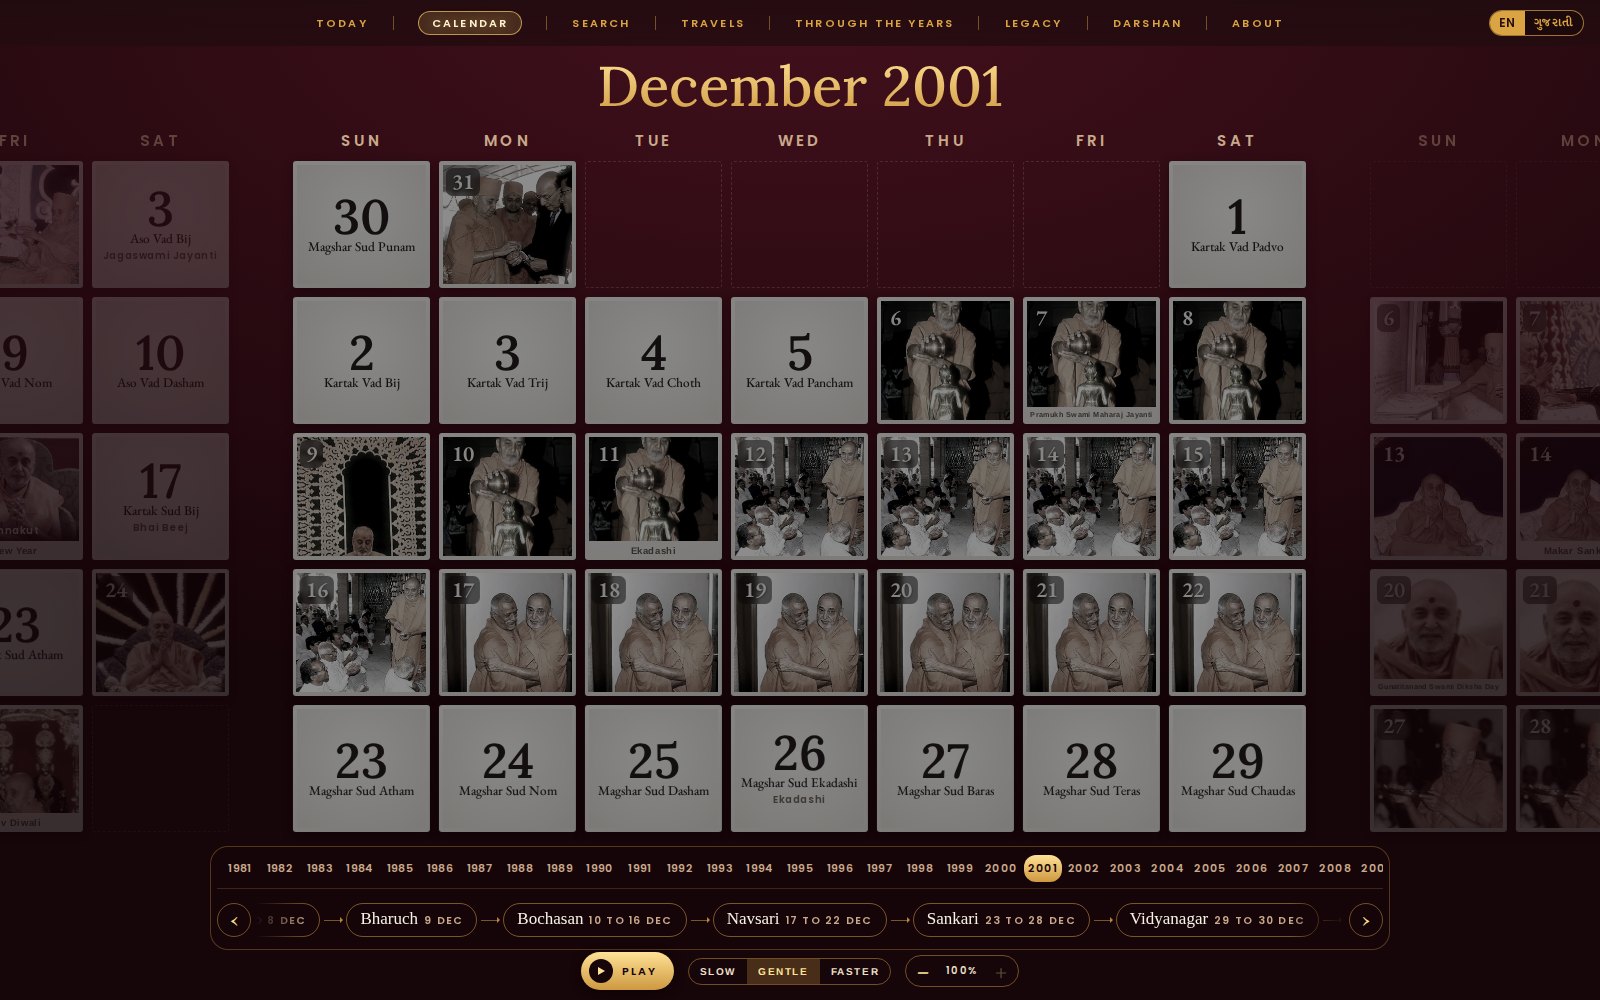 TODAY
CALENDAR
SEARCH
TRAVELS
THROUGH THE YEARS
LEGACY
DARSHAN
ABOUT
EN
ગુજરાતી
December 2001
FRI SAT
SUN MON TUE WED THU FRI SAT
SUN
3
Aso Vad Bij
Jagaswami Jayanti
30
Magshar Sud Punam
31
1
Kartak Vad Padvo
9
Vad Nom
10
Aso Vad Dasham
2
Kartak Vad Bij
3
Kartak Vad Trij
4
Kartak Vad Choth
5
Kartak Vad Pancham
6
7
Pramukh Swami Maharaj Jayanti
8
6
7
17
Kartak Sud Bij
Bhai Beej
9
10
11
Ekadashi
12
13
14
15
13
14
23
Sud Atham
24
16
17
18
19
20
21
22
20
Gunatitanand Swami Diksha Day
21
Diwali
23
Magshar Sud Atham
24
Magshar Sud Nom
25
Magshar Sud Dasham
26
Magshar Sud Ekadashi
Ekadashi
27
Magshar Sud Baras
28
Magshar Sud Teras
29
Magshar Sud Chaudas
27
28
1981 1982 1983 1984 1985 1986 1987 1988 1989 1990 1991 1992 1993 1994 1995 1996 1997 1998 1999 2000 2001 2002 2003 2004 2005 2006 2007 2008
8 DEC
Bharuch 9 DEC
Bochasan 10 TO 16 DEC
Navsari 17 TO 22 DEC
Sankari 23 TO 28 DEC
Vidyanagar 29 TO 30 DEC
PLAY
SLOW GENTLE FASTER
− 100% +